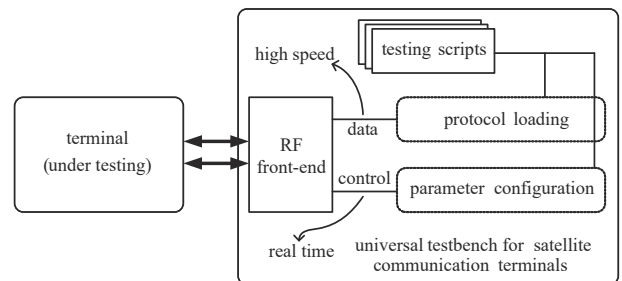 testing scripts
high speed
terminal
(under testing)
RF
front-end
data
protocol loading
control
parameter configuration
real time
universal testbench for satellite
communication terminals